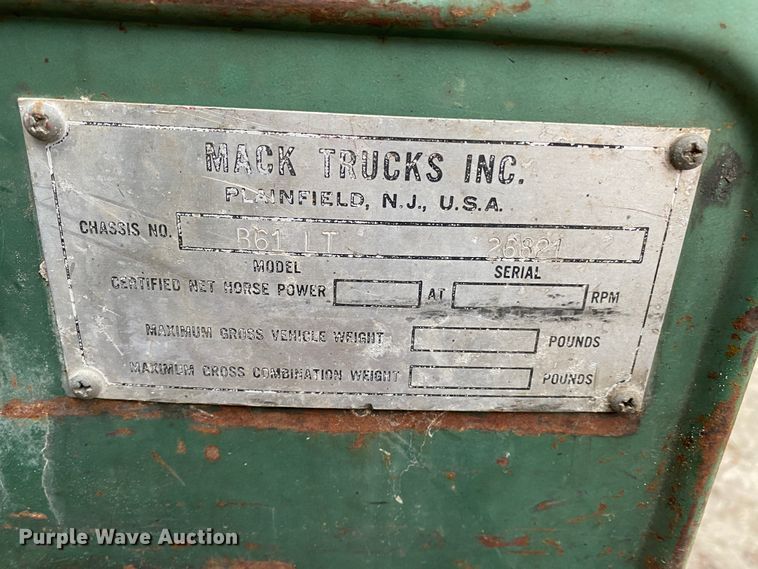 MACK TRUCKS INC.
PLAINFIELD, N.J., U.S.A.
CHASSIS NO. B61 LT 26821
MODEL SERIAL
CERTIFIED NET HORSE POWER AT RPM
MAXIMUM GROSS VEHICLE WEIGHT POUNDS
MAXIMUM GROSS COMBINATION WEIGHT POUNDS
Purple Wave Auction